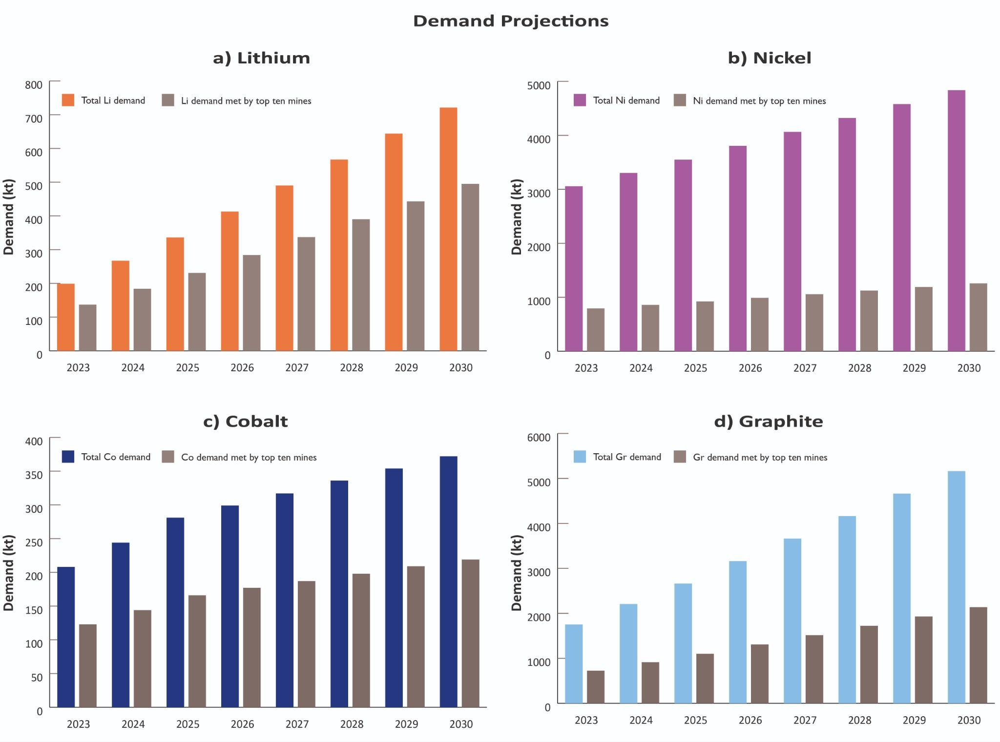 Demand Projections
a) Lithium
800
700
600
500
400
300
200
100
0
Demand (kt)
Total Li demand
Li demand met by top ten mines
2023 2024 2025 2026 2027 2028 2029 2030
b) Nickel
5000
4000
3000
2000
1000
0
Demand (kt)
Total Ni demand
Ni demand met by top ten mines
2023 2024 2025 2026 2027 2028 2029 2030
c) Cobalt
400
350
300
250
200
150
100
50
0
Demand (kt)
Total Co demand
Co demand met by top ten mines
2023 2024 2025 2026 2027 2028 2029 2030
d) Graphite
6000
5000
4000
3000
2000
1000
0
Demand (kt)
Total Gr demand
Gr demand met by top ten mines
2023 2024 2025 2026 2027 2028 2029 2030